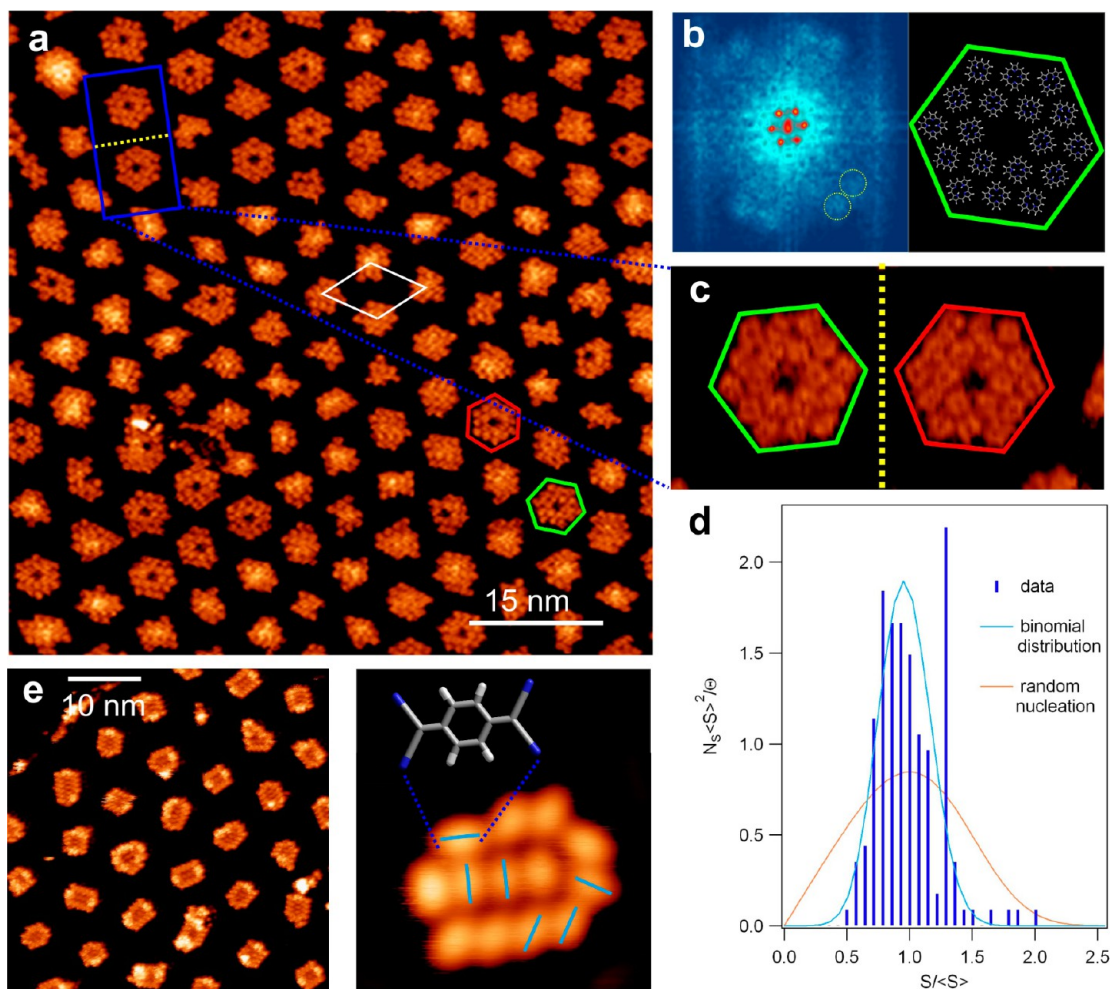 a
15 nm
b
c
d
2.0
1.5
1.0
0.5
0.0
N_S<S>²/Θ
data
binomial
distribution
random
nucleation
0.0 0.5 1.0 1.5 2.0 2.5
S/<S>
e
10 nm